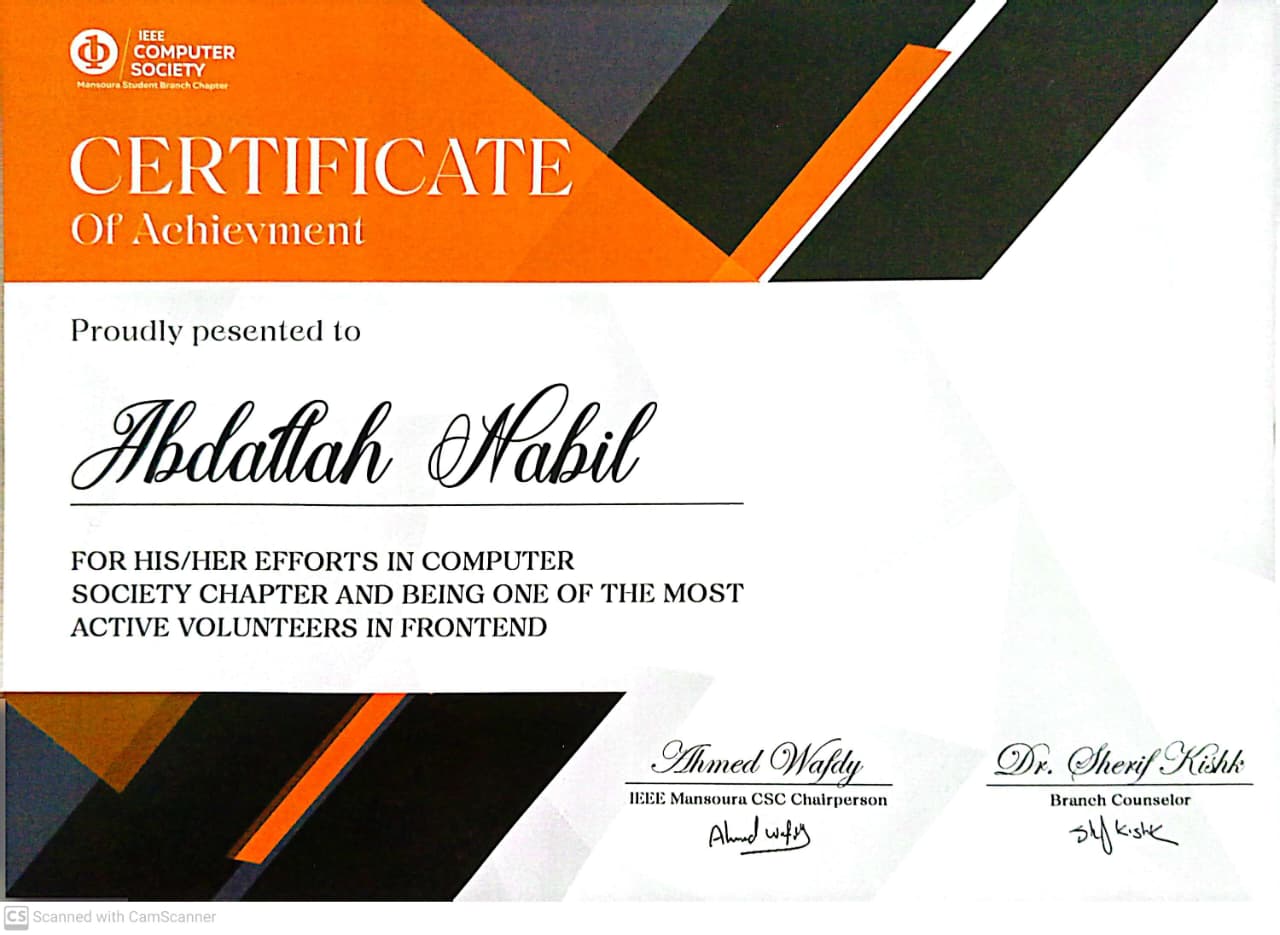 IEEE
COMPUTER
SOCIETY
Mansoura Student Branch Chapter
CERTIFICATE
Of Achievment
Proudly pesented to
Abdallah Nabil
FOR HIS/HER EFFORTS IN COMPUTER
SOCIETY CHAPTER AND BEING ONE OF THE MOST
ACTIVE VOLUNTEERS IN FRONTEND
Ahmed Wafdy
IEEE Mansoura CSC Chairperson
Ahmed Wafdy
Dr. Sherif Kishk
Branch Counselor
Sh Kishk
CS Scanned with CamScanner